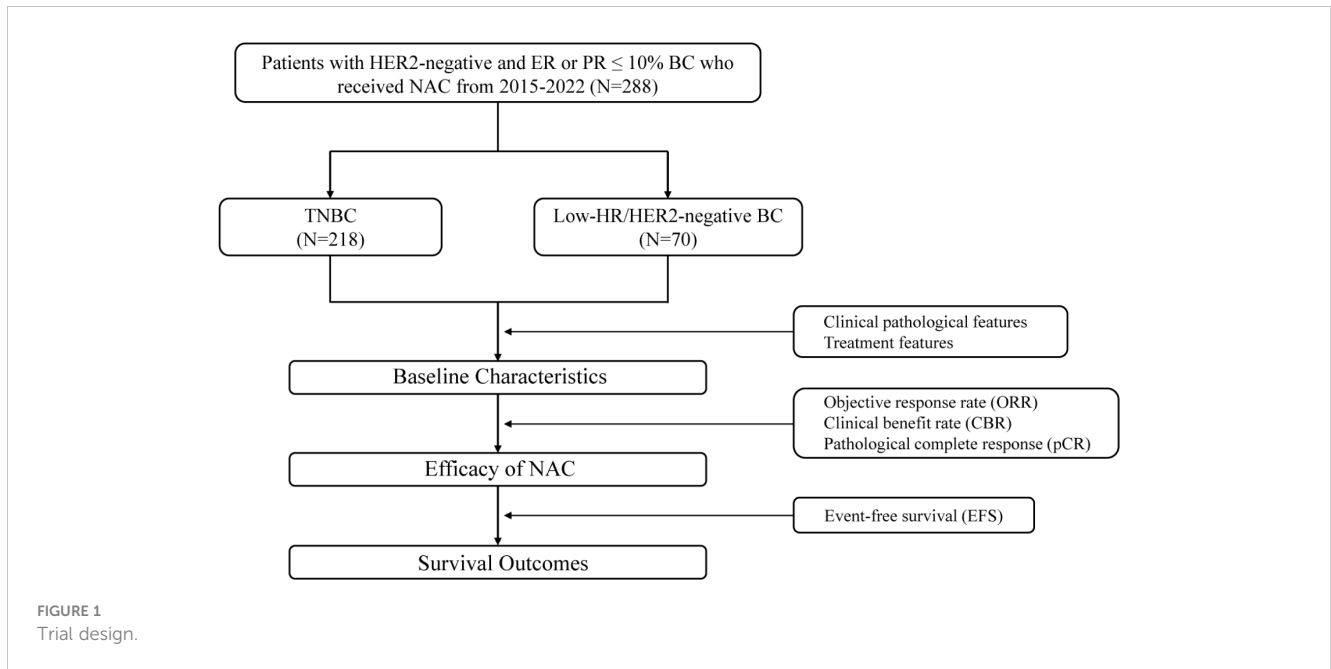 Patients with HER2-negative and ER or PR ≤ 10% BC who
received NAC from 2015-2022 (N=288)
TNBC
(N=218)
Low-HR/HER2-negative BC
(N=70)
Clinical pathological features
Treatment features
Baseline Characteristics
Objective response rate (ORR)
Clinical benefit rate (CBR)
Pathological complete response (pCR)
Efficacy of NAC
Event-free survival (EFS)
Survival Outcomes
FIGURE 1
Trial design.